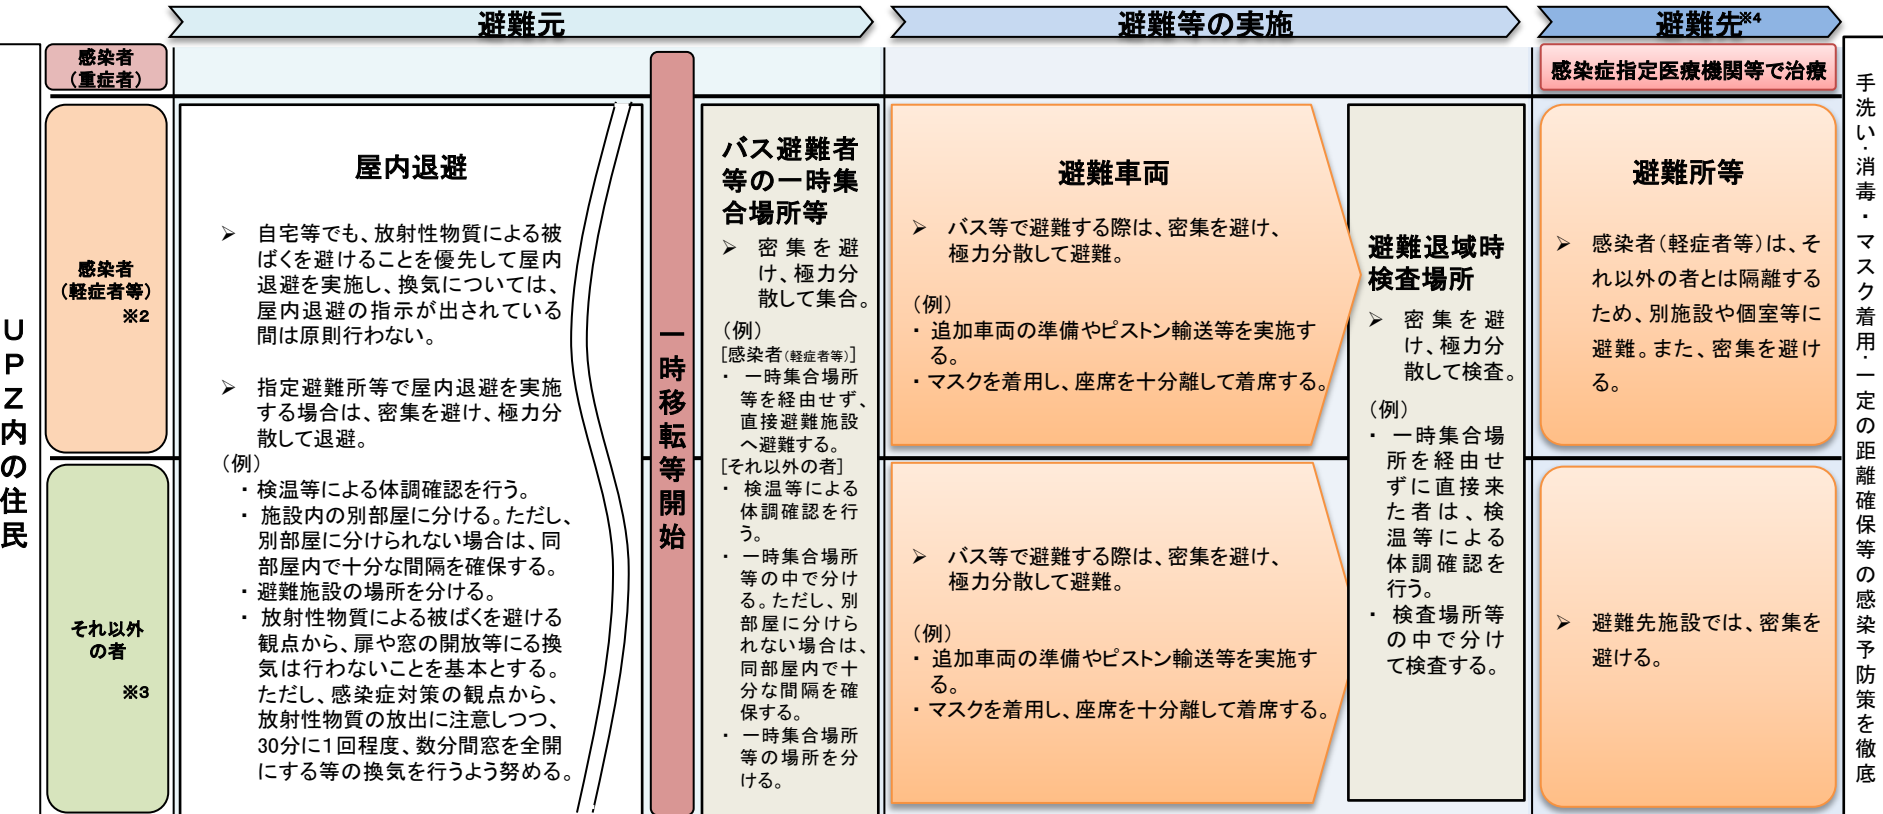 避難元
避難等の実施
避難先※4
UPZ内の住民
感染者
（重症者）
感染症指定医療機関等で治療
感染者
（軽症者等）
※2
それ以外
の者
※3
屋内退避
➢ 自宅等でも、放射性物質による被
ばくを避けることを優先して屋内
退避を実施し、換気については、
屋内退避の指示が出されている
間は原則行わない。
➢ 指定避難所等で屋内退避を実施
する場合は、密集を避け、極力分
散して退避。
（例）
・検温等による体調確認を行う。
・ 施設内の別部屋に分ける。ただし、
別部屋に分けられない場合は、同
部屋内で十分な間隔を確保する。
・避難施設の場所を分ける。
・ 放射性物質による被ばくを避ける
観点から、扉や窓の開放等にる換
気は行わないことを基本とする。
ただし、感染症対策の観点から、
放射性物質の放出に注意しつつ、
30分に1回程度、数分間窓を全開
にする等の換気を行うよう努める。
一時移転等開始
バス避難者
等の一時集
合場所等
➢ 密集を避
け、極力分
散して集合。
（例）
[感染者（軽症者等）]
・ 一時集合場所
等を経由せず、
直接避難施設
へ避難する。
[それ以外の者]
・ 検温等による
体調確認を行
う。
・ 一時集合場所
等の中で分け
る。ただし、別
部屋に分けら
れない場合は、
同部屋内で十
分な間隔を確
保する。
・ 一時集合場所
等の場所を分
ける。
避難車両
➢ バス等で避難する際は、密集を避け、
極力分散して避難。
（例）
・ 追加車両の準備やピストン輸送等を実施す
る。
・マスクを着用し、座席を十分離して着席する。
➢ バス等で避難する際は、密集を避け、
極力分散して避難。
（例）
・ 追加車両の準備やピストン輸送等を実施す
る。
・マスクを着用し、座席を十分離して着席する。
避難退域時
検査場所
➢ 密集を避
け、極力分
散して検査。
（例）
・ 一時集合場
所を経由せ
ずに直接来
た者は、検
温等による
体調確認を
行う。
・ 検査場所等
の中で分け
て検査する。
避難所等
➢ 感染者（軽症者等）は、そ
れ以外の者とは隔離する
ため、別施設や個室等に
避難。また、密集を避け
る。
➢ 避難先施設では、密集を
避ける。
手洗い・消毒・マスク着用・一定の距離確保等の感染予防策を徹底